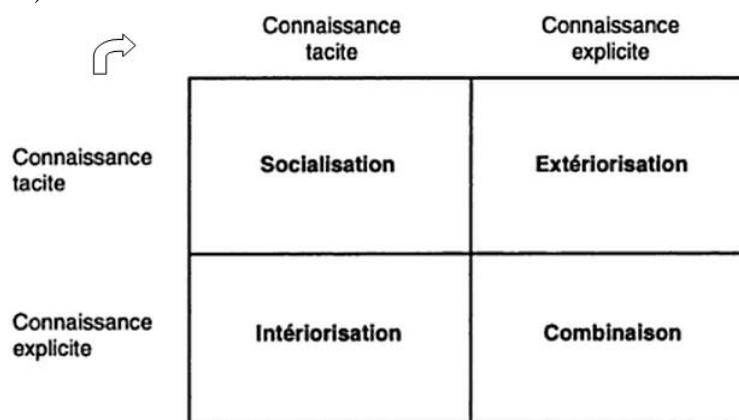 )
Connaissance
tacite
Connaissance
explicite
Connaissance
tacite
Socialisation
Extériorisation
Connaissance
explicite
Intériorisation
Combinaison